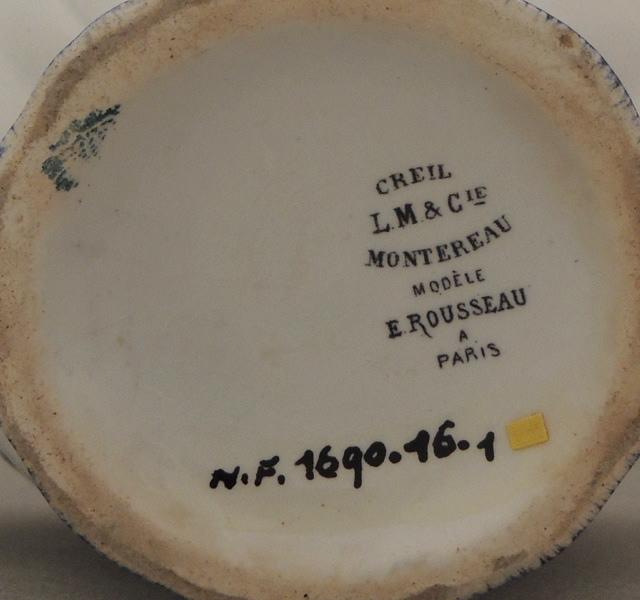 CREIL
L.M.& CIE
MONTEREAU
MODÈLE
E.ROUSSEAU
A
PARIS
N.F. 1690.16.1